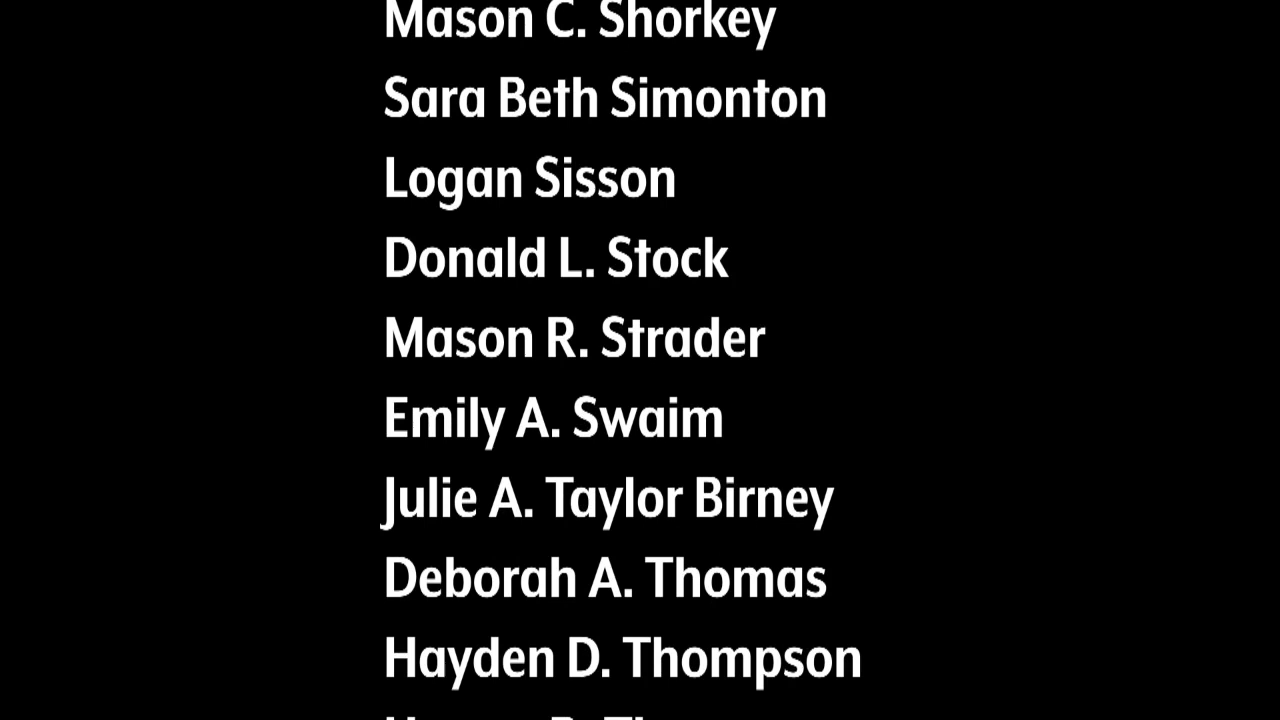 Mason C. Shorkey
Sara Beth Simonton
Logan Sisson
Donald L. Stock
Mason R. Strader
Emily A. Swaim
Julie A. Taylor Birney
Deborah A. Thomas
Hayden D. Thompson